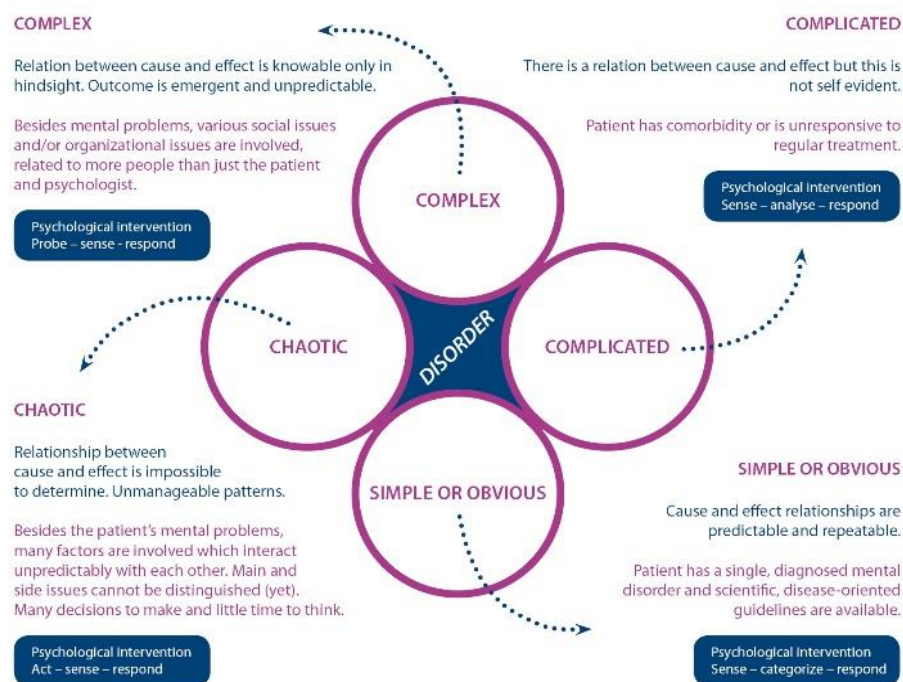 COMPLEX
Relation between cause and effect is knowable only in
hindsight. Outcome is emergent and unpredictable.
Besides mental problems, various social issues
and/or organizational issues are involved,
related to more people than just the patient
and psychologist.
Psychological intervention
Probe – sense - respond
COMPLICATED
There is a relation between cause and effect but this is
not self evident.
Patient has comorbidity or is unresponsive to
regular treatment.
Psychological intervention
Sense – analyse – respond
COMPLEX
CHAOTIC
DISORDER
COMPLICATED
SIMPLE OR OBVIOUS
CHAOTIC
Relationship between
cause and effect is impossible
to determine. Unmanageable patterns.
Besides the patient's mental problems,
many factors are involved which interact
unpredictably with each other. Main and
side issues cannot be distinguished (yet).
Many decisions to make and little time to think.
Psychological intervention
Act – sense – respond
SIMPLE OR OBVIOUS
Cause and effect relationships are
predictable and repeatable.
Patient has a single, diagnosed mental
disorder and scientific, disease-oriented
guidelines are available.
Psychological intervention
Sense – categorize – respond